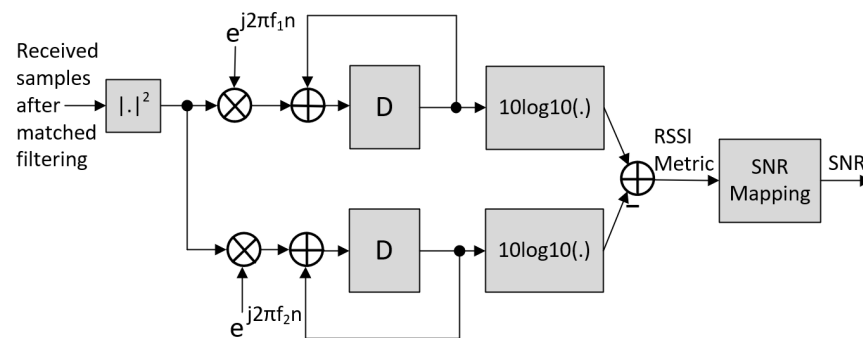 Received
samples
after
matched
filtering
|.|²
e^j2πf₁n
D
10log10(.)
e^j2πf₂n
D
10log10(.)
–
RSSI
Metric
SNR
Mapping
SNR